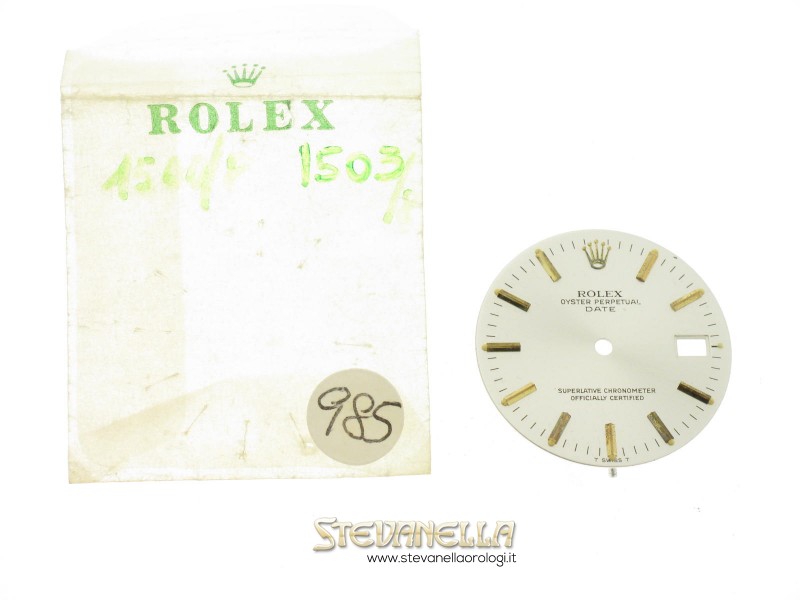 ROLEX
1503
985
ROLEX
OYSTER PERPETUAL
DATE
SUPERLATIVE CHRONOMETER
OFFICIALLY CERTIFIED
T SWISS T
STEVANELLA
www.stevanellaorologi.it